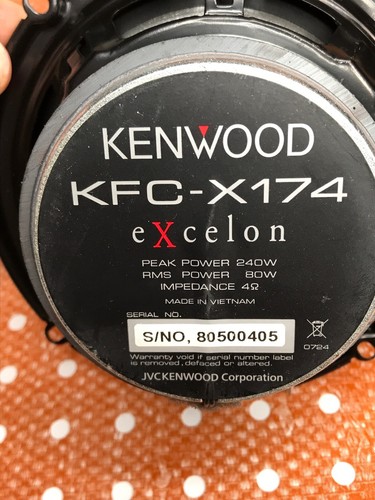 KENWOOD
KFC-X174
eXcelon
PEAK POWER 240W
RMS POWER 80W
IMPEDANCE 4Ω
MADE IN VIETNAM
SERIAL NO.
S/NO, 80500405
0724
Warranty void if serial number label
is removed, defaced or altered.
JVCKENWOOD Corporation